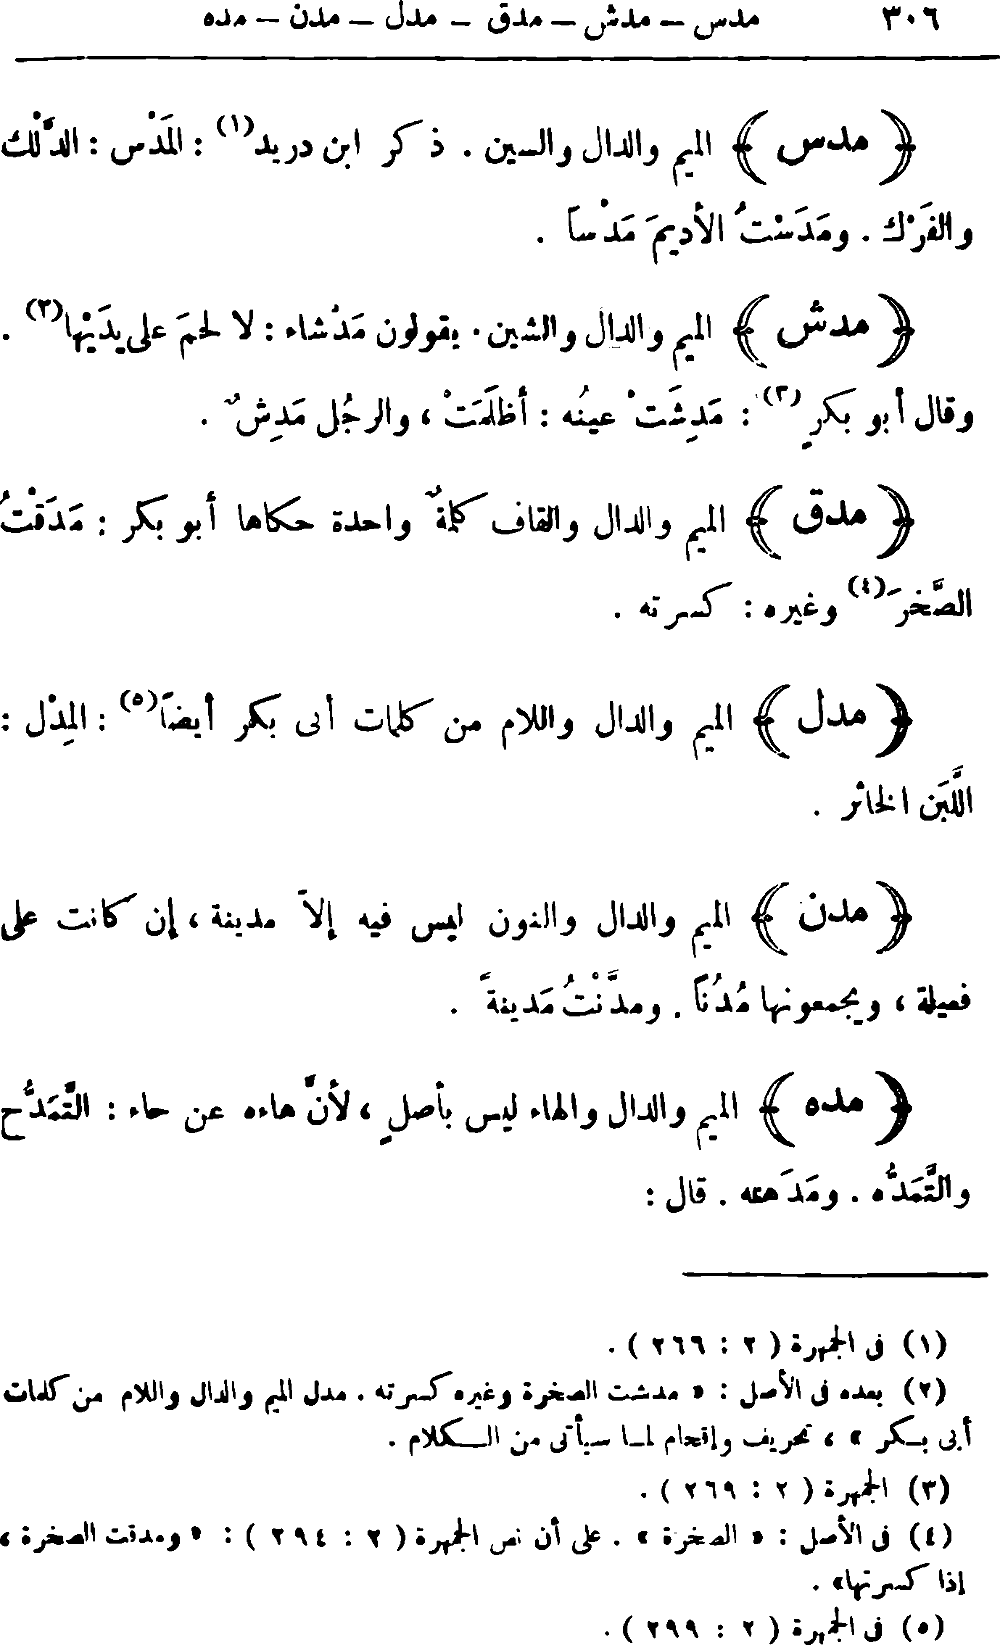 ٣٠٦ مدس – مدش – مدق – مدل – مدن – مده
﴿ مدس ﴾ الميم والدال والسين . ذكر ابن دريد(١) : المَدْس : الدَّلْك
والفَرْك . ومَدَسْتُ الأديمَ مَدْساً .
﴿ مدش ﴾ الميم والدال والشين . يقولون مَدْشاء : لا لحمَ على يدَيْها(٢) .
وقال أبو بكرٍ(٣) : مَدِشَتْ عينُه : أظلَمَتْ ، والرجُل مَدِشٌ .
﴿ مدق ﴾ الميم والدال والقاف كلمةٌ واحدة حكاها أبو بكر : مَدَقْتُ
الصَّخرَ(٤) وغيره : كسرته .
﴿ مدل ﴾ الميم والدال واللام من كلمات أبى بكر أيضاً(٥) : المِدْل :
اللَّبَن الخاثر .
﴿ مدن ﴾ الميم والدال والنون ليس فيه إلاّ مدينة ، إن كانت على
فعيلة ، ويجمعونها مُدُناً . ومدَّنْتُ مَدينةً .
﴿ مده ﴾ الميم والدال والهاء ليس بأصلٍ ، لأنَّ هاءه عن حاء : التَّمَدُّح
والتَّمَدُّه . ومَدَهه . قال :
(١) فى الجمهرة ( ٢ : ٢٦٦ ) .
(٢) بعده فى الأصل : « مدشت الصخرة وغيره كسرته . مدل الميم والدال واللام من كلمات
أبى بكر » ، تحريف وإقحام لما سيأتى من الكلام .
(٣) الجمهرة ( ٢ : ٢٦٩ ) .
(٤) فى الأصل : « الصخرة » . على أن نص الجمهرة ( ٢ : ٢٩٤ ) : « ومدقت الصخرة ،
إذا كسرتها» .
(٥) فى الجمهرة ( ٢ : ٢٩٩ ) .